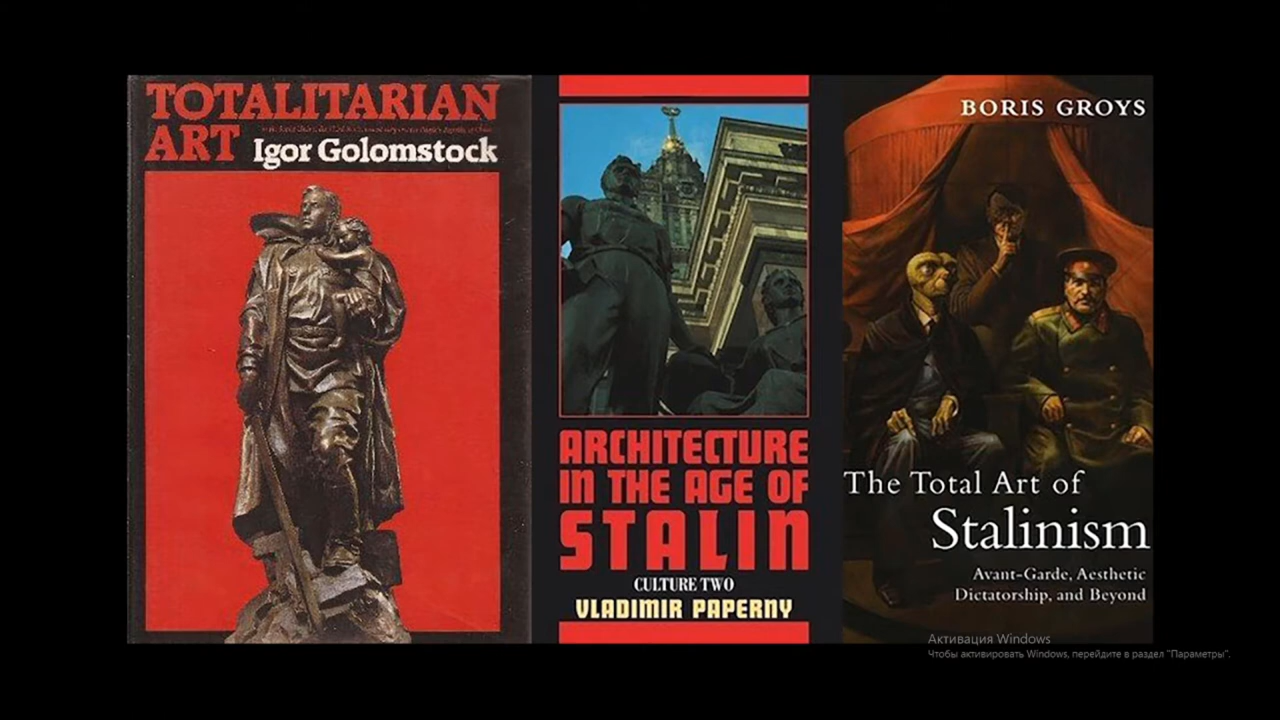 TOTALITARIAN
ART
Igor Golomstock
ARCHITECTURE
IN THE AGE OF
STALIN
CULTURE TWO
VLADIMIR PAPERNY
BORIS GROYS
The Total Art of
Stalinism
Avant-Garde, Aesthetic
Dictatorship, and Beyond
Активация Windows
Чтобы активировать Windows, перейдите в раздел "Параметры".